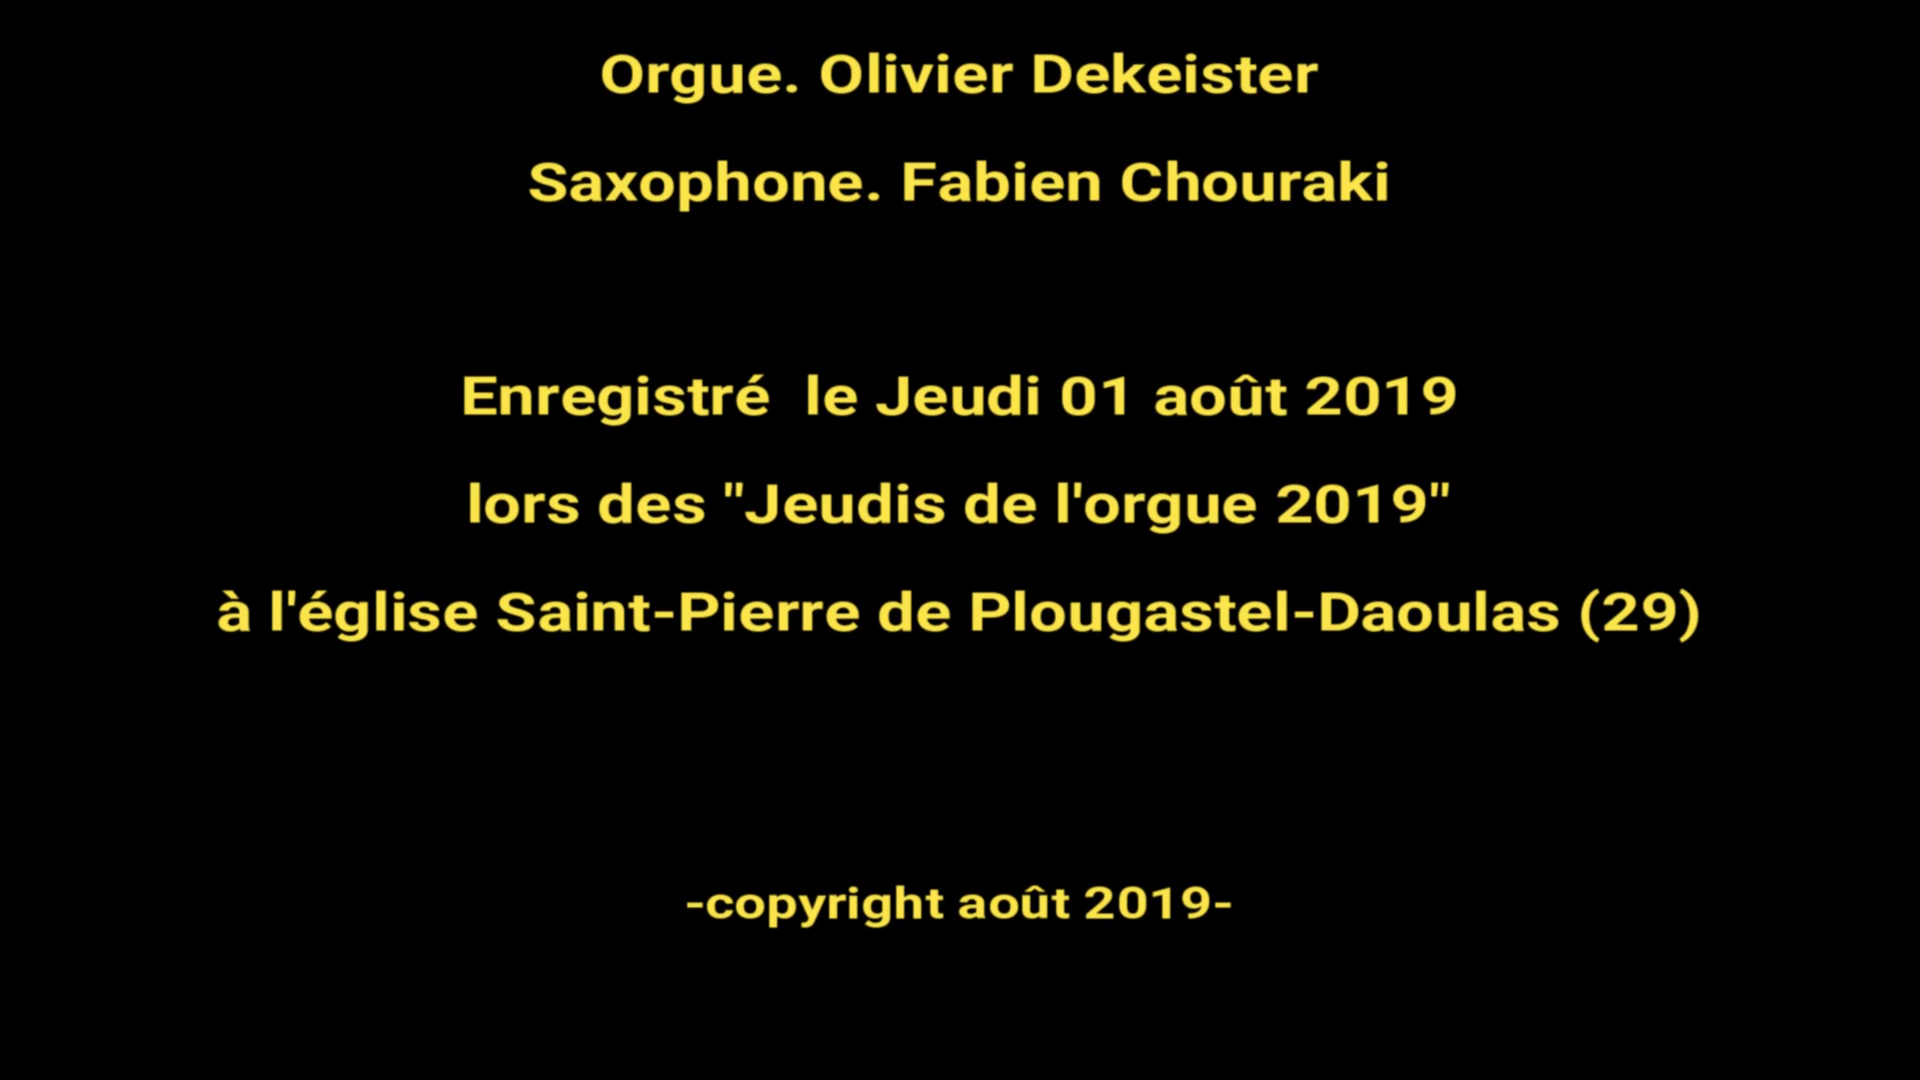 Orgue. Olivier Dekeister
Saxophone. Fabien Chouraki
Enregistré  le Jeudi 01 août 2019
lors des "Jeudis de l'orgue 2019"
à l'église Saint-Pierre de Plougastel-Daoulas (29)
-copyright août 2019-